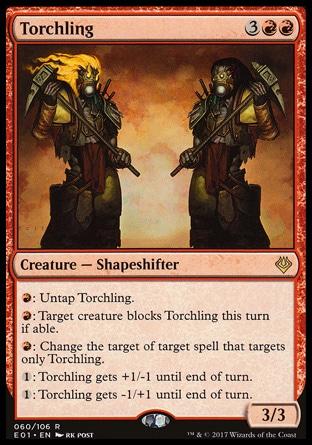 Torchling 3RR
Creature — Shapeshifter
R: Untap Torchling.
R: Target creature blocks Torchling this turn
if able.
R: Change the target of target spell that targets
only Torchling.
1: Torchling gets +1/-1 until end of turn.
1: Torchling gets -1/+1 until end of turn.
3/3
060/106 R
E01 • EN RK POST
™ & © 2017 Wizards of the Coast